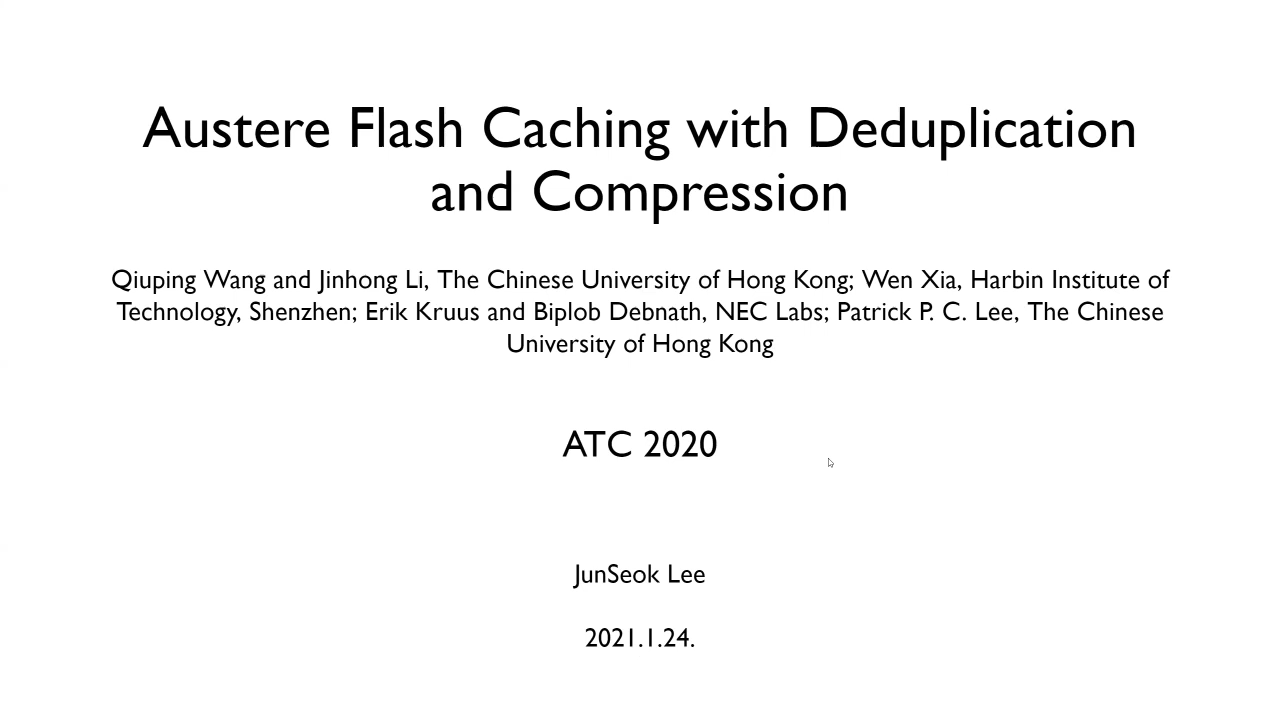 Austere Flash Caching with Deduplication
and Compression
Qiuping Wang and Jinhong Li, The Chinese University of Hong Kong; Wen Xia, Harbin Institute of
Technology, Shenzhen; Erik Kruus and Biplob Debnath, NEC Labs; Patrick P. C. Lee, The Chinese
University of Hong Kong
ATC 2020
JunSeok Lee
2021.1.24.